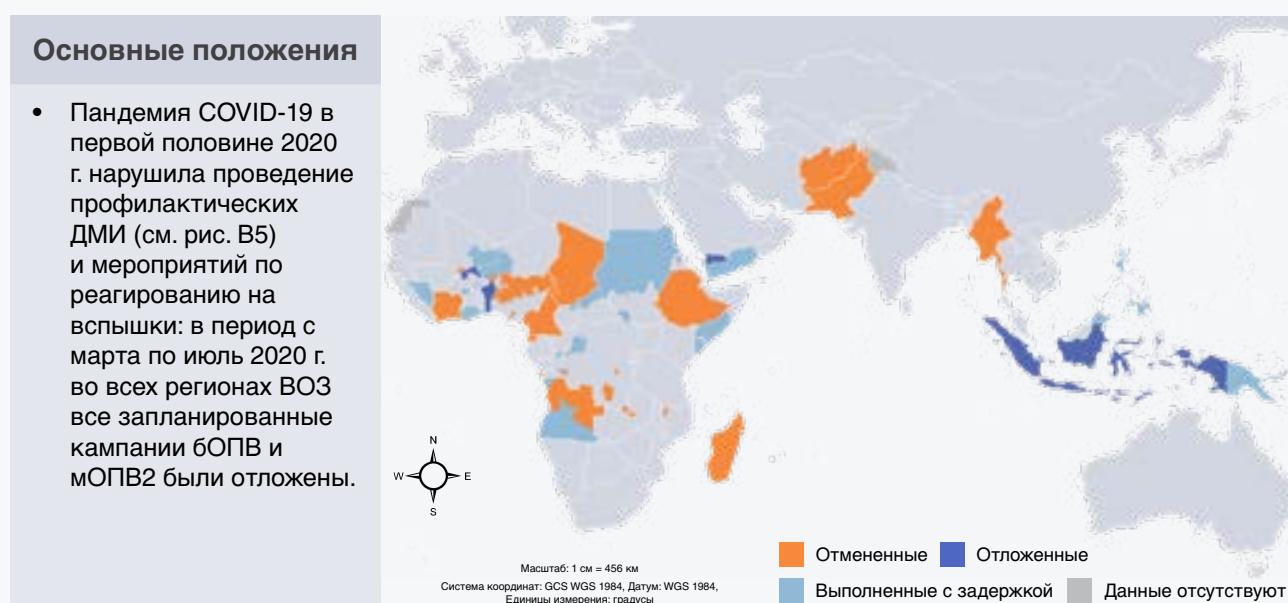 Основные положения
• Пандемия COVID-19 в
первой половине 2020
г. нарушила проведение
профилактических
ДМИ (см. рис. B5)
и мероприятий по
реагированию на
вспышки: в период с
марта по июль 2020 г.
во всех регионах ВОЗ
все запланированные
кампании бОПВ и
мОПВ2 были отложены.
N
W E
S
Масштаб: 1 см = 456 км
Система координат: GCS WGS 1984, Датум: WGS 1984,
Единицы измерения: градусы
Отмененные Отложенные
Выполненные с задержкой Данные отсутствуют